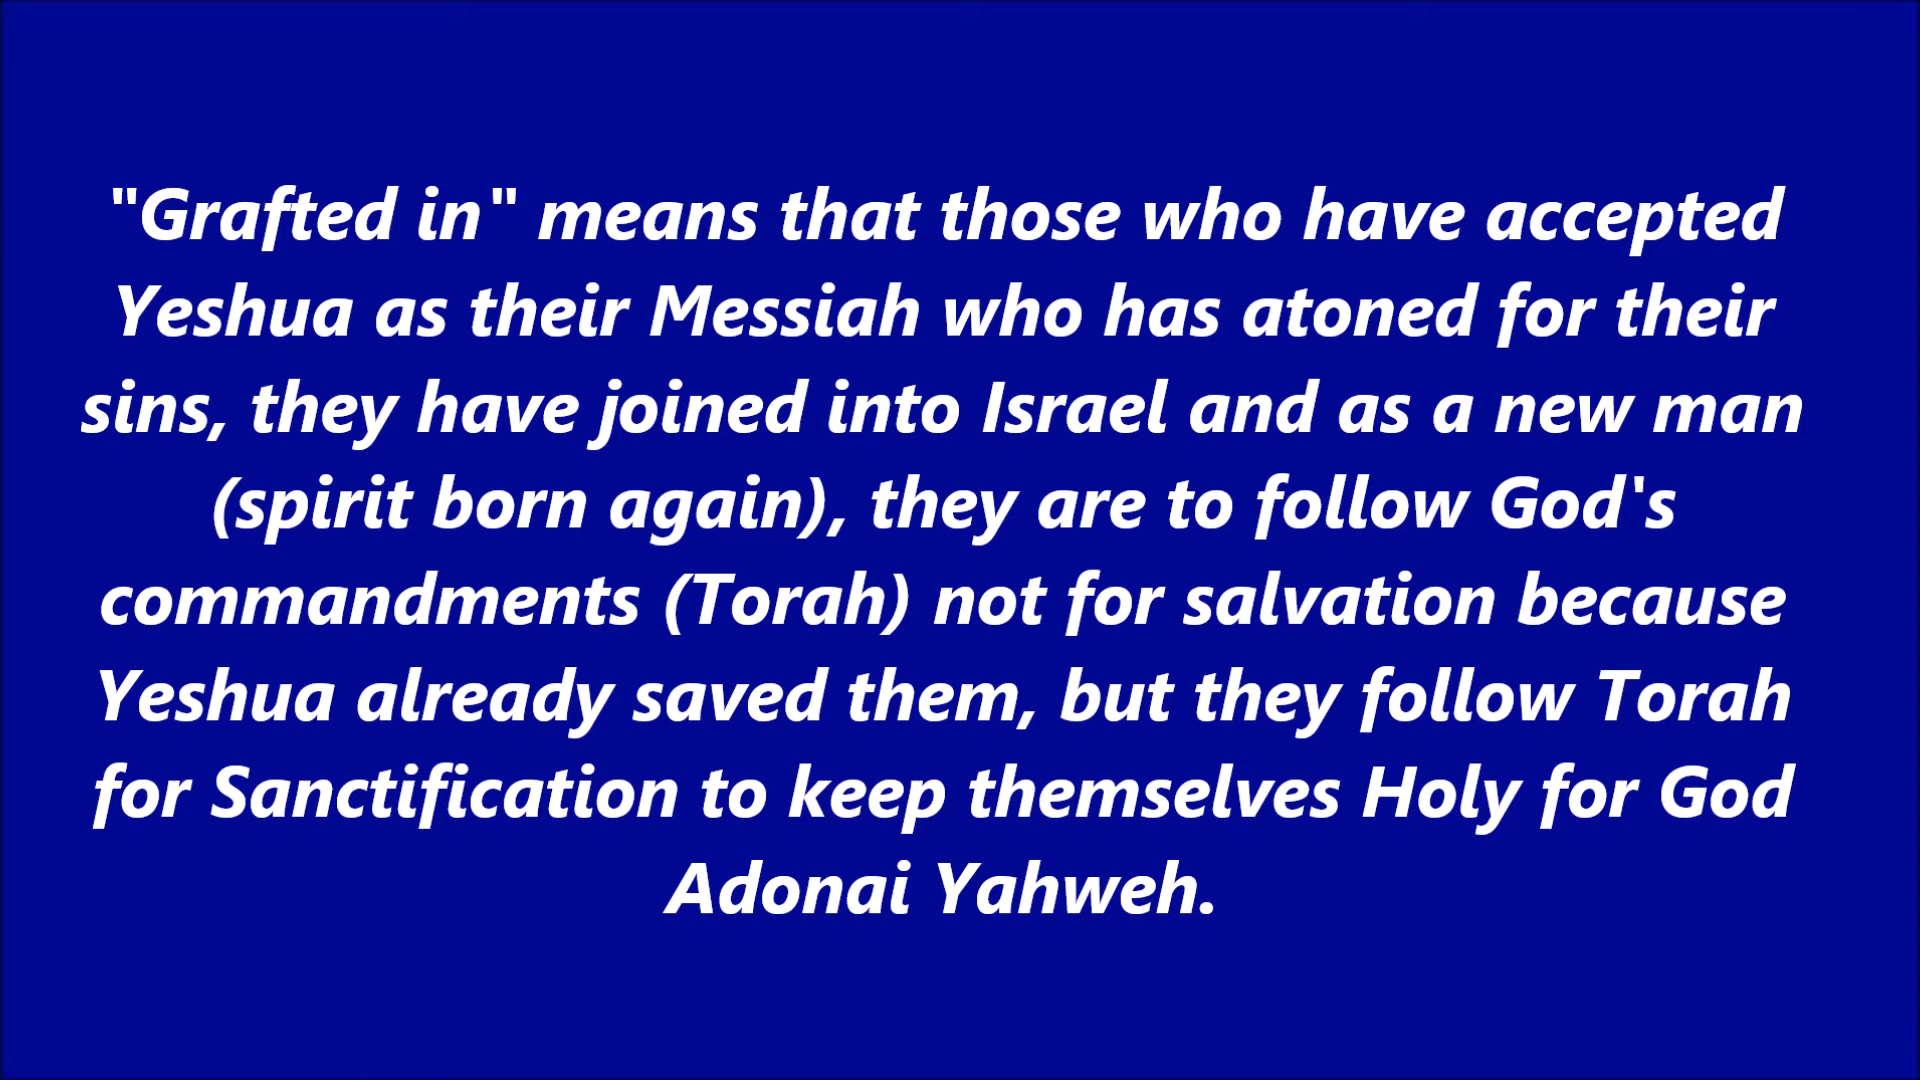 "Grafted in" means that those who have accepted
Yeshua as their Messiah who has atoned for their
sins, they have joined into Israel and as a new man
(spirit born again), they are to follow God's
commandments (Torah) not for salvation because
Yeshua already saved them, but they follow Torah
for Sanctification to keep themselves Holy for God
Adonai Yahweh.